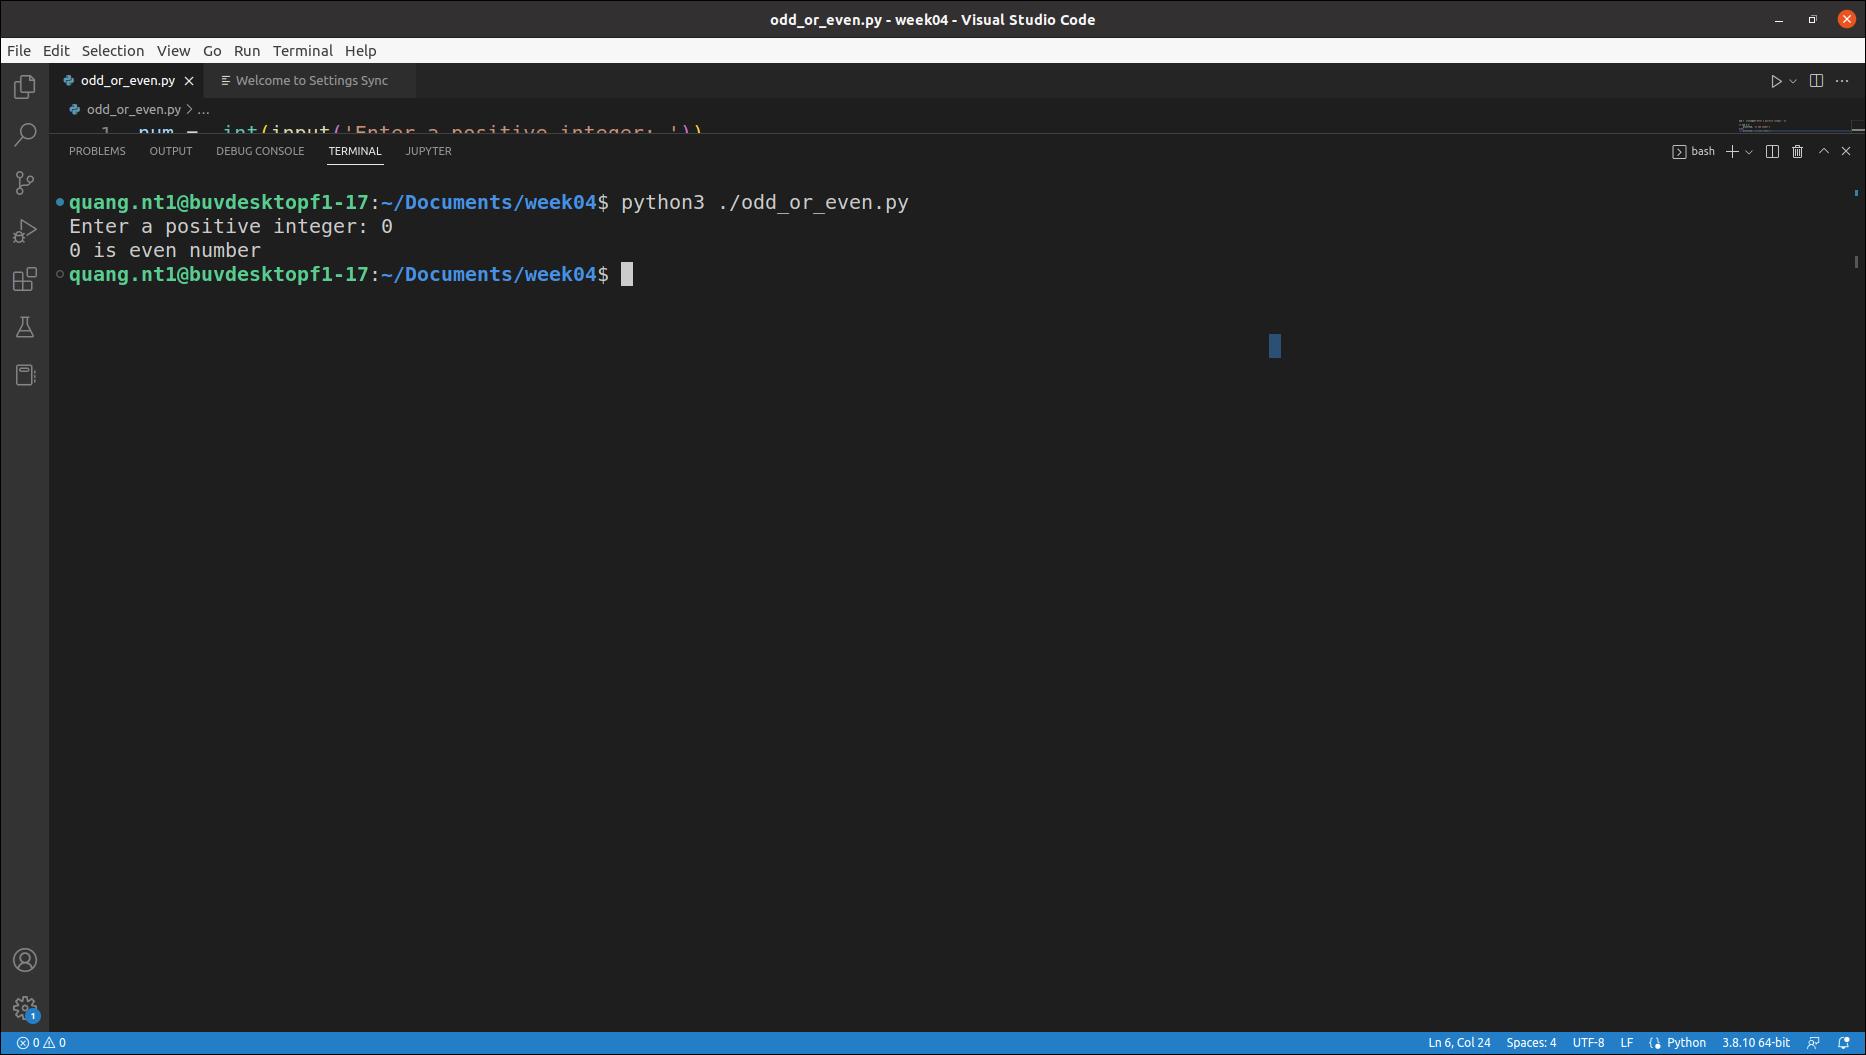 odd_or_even.py - week04 - Visual Studio Code
File Edit Selection View Go Run Terminal Help
odd_or_even.py Welcome to Settings Sync
odd_or_even.py > ...
1 num = int(input('Enter a positive integer: '))
PROBLEMS OUTPUT DEBUG CONSOLE TERMINAL JUPYTER bash
quang.nt1@buvdesktopf1-17:~/Documents/week04$ python3 ./odd_or_even.py
Enter a positive integer: 0
0 is even number
quang.nt1@buvdesktopf1-17:~/Documents/week04$
1
0 0 Ln 6, Col 24 Spaces: 4 UTF-8 LF Python 3.8.10 64-bit